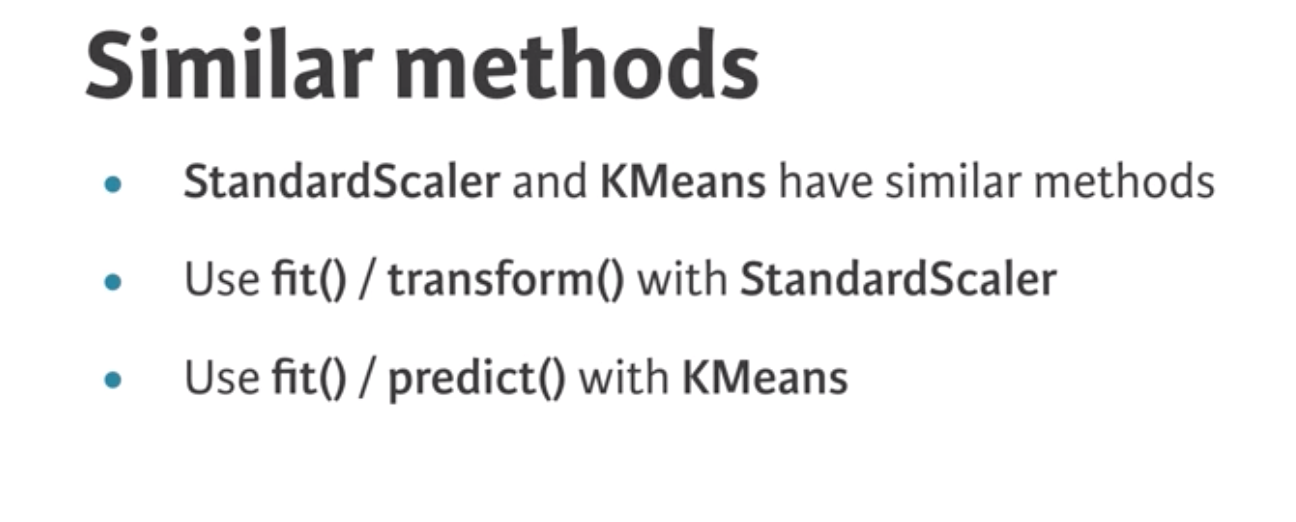 Similar methods
• StandardScaler and KMeans have similar methods
• Use fit() / transform() with StandardScaler
• Use fit() / predict() with KMeans